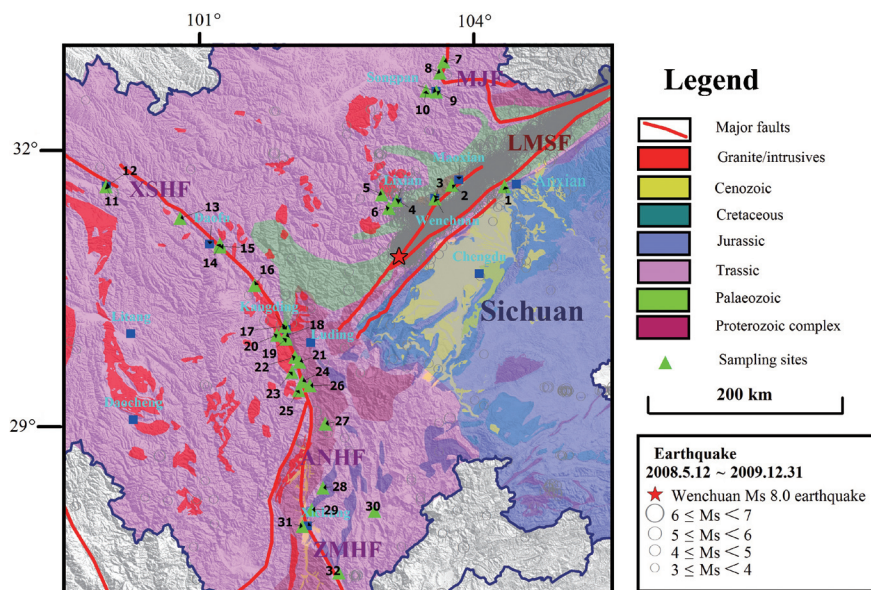 101°
104°
32°
29°
7
8
MJF
Songpan
10
9
LMSF
Maoxian
12
11
XSHF
13
5
Lixian
3
6
4
2
1
Anxian
Wenchuan
14
15
16
Chengdu
Kangding
Sichuan
Litang
17
18
Luding
20
19
21
22
24
23
26
25
Daocheng
27
ANHF
28
29
30
31
ZMHF
32
Legend
Major faults
Granite/intrusives
Cenozoic
Cretaceous
Jurassic
Trassic
Palaeozoic
Proterozoic complex
Sampling sites
200 km
Earthquake
2008.5.12 ~ 2009.12.31
Wenchuan Ms 8.0 earthquake
6 ≤ Ms < 7
5 ≤ Ms < 6
4 ≤ Ms < 5
3 ≤ Ms < 4